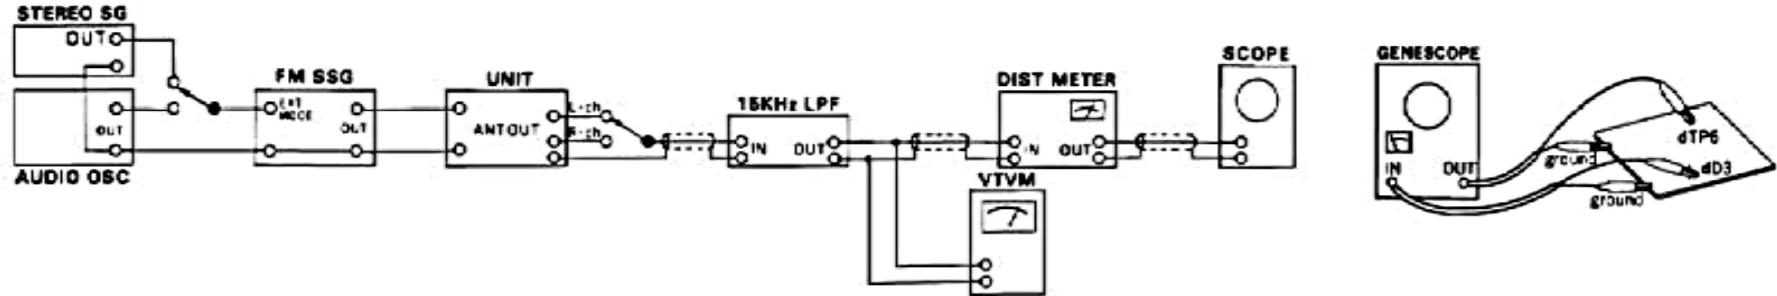 STEREO SG
OUT
OUT
AUDIO OSC
FM SSG
EXT
MODE
OUT
UNIT
ANT OUT
L-ch
R-ch
15KHz LPF
IN
OUT
DIST METER
IN
OUT
VTVM
SCOPE
GENESCOPE
IN
OUT
ground
ground
dTP6
dD3